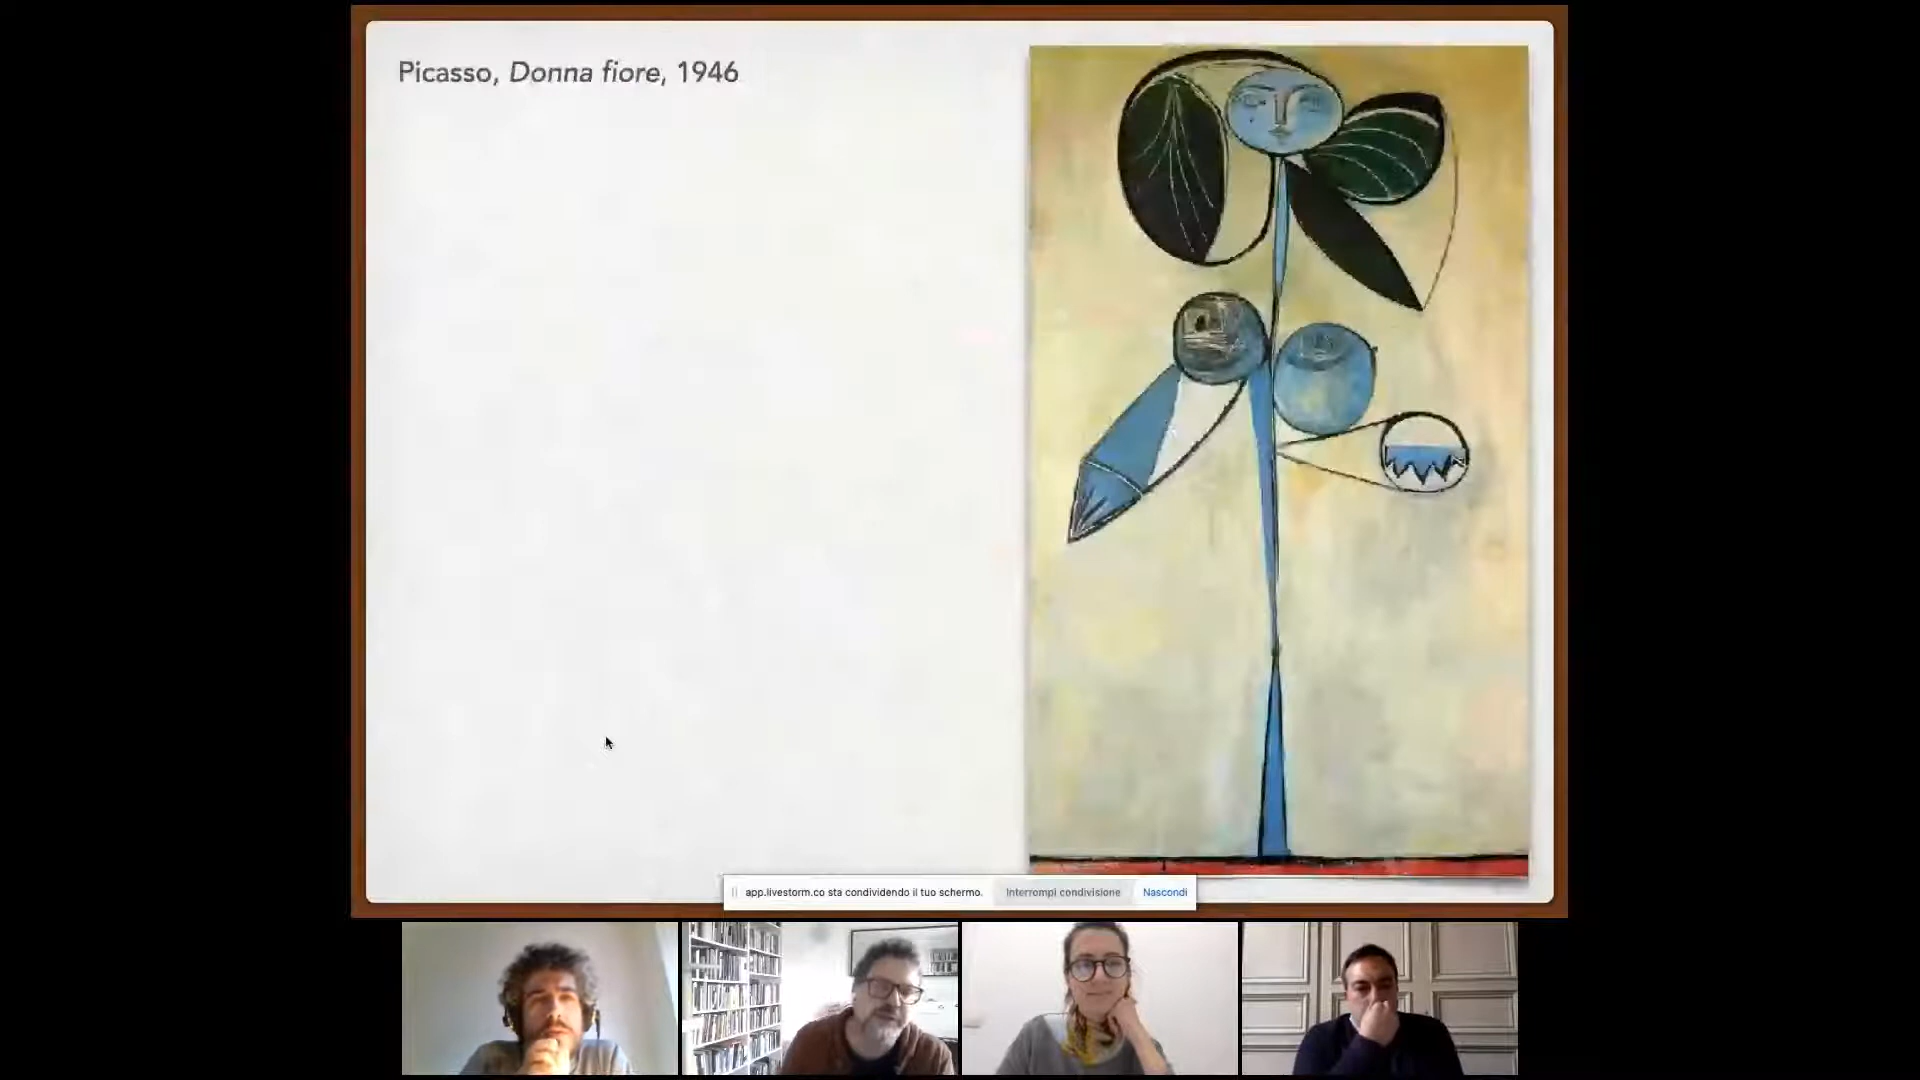 Picasso, Donna fiore, 1946
app.livestorm.co sta condividendo il tuo schermo. Interrompi condivisione Nascondi